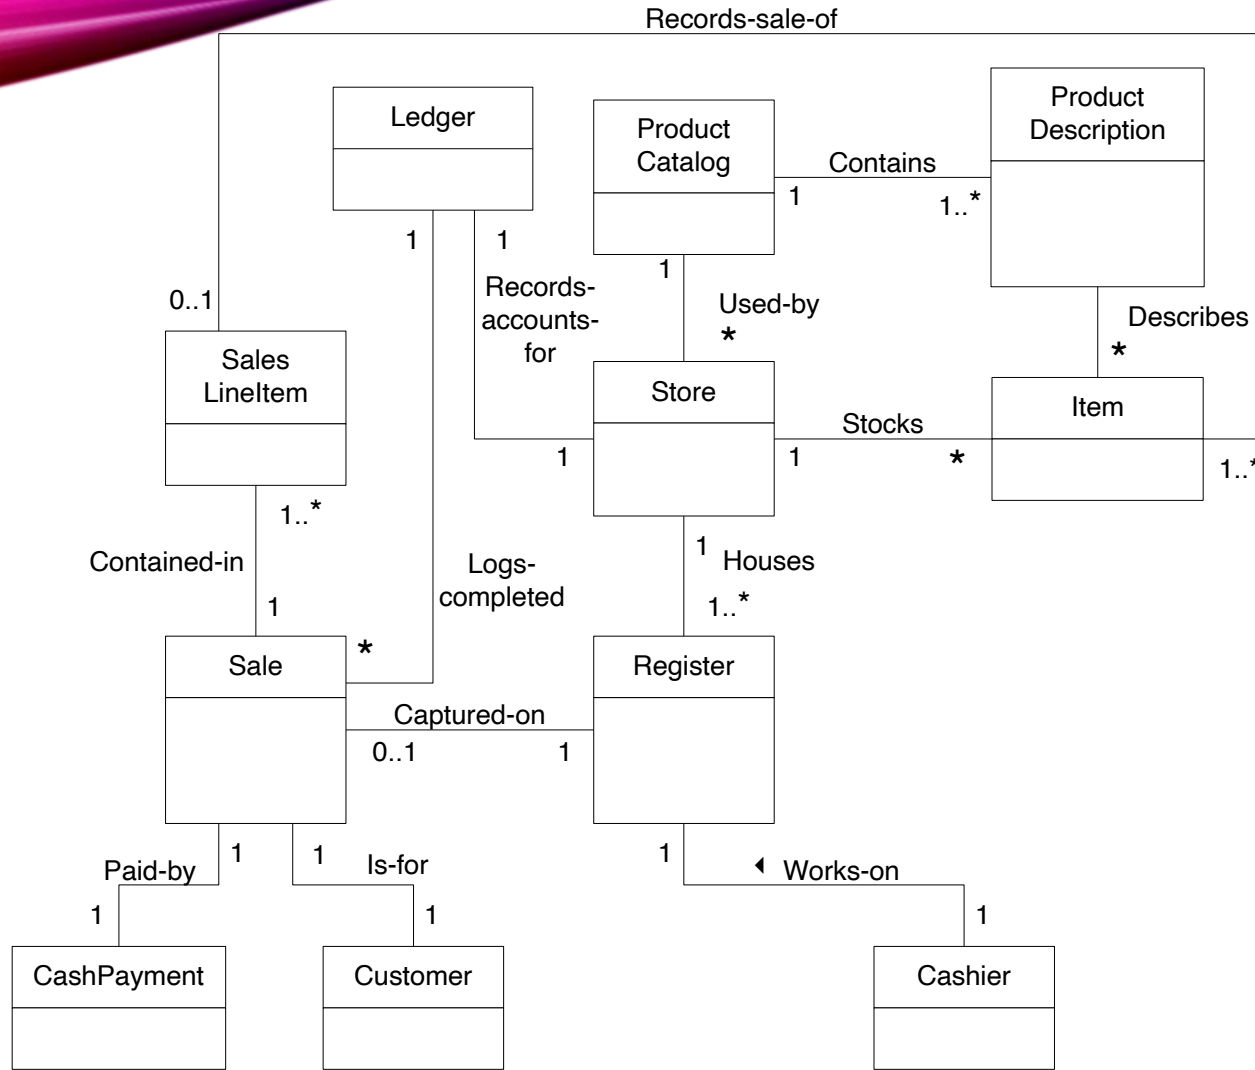 Records-sale-of
Ledger
Product
Catalog
Product
Description
Contains
1
1..*
1
1
1
0..1
Records-
accounts-
for
Used-by
*
Describes
*
Sales
LineItem
Store
Item
Stocks
1
1
*
1..*
1..*
1
Houses
Contained-in
Logs-
completed
1
1..*
*
Sale
Register
Captured-on
0..1
1
1
1
Paid-by
Is-for
1
Works-on
1
1
1
CashPayment
Customer
Cashier